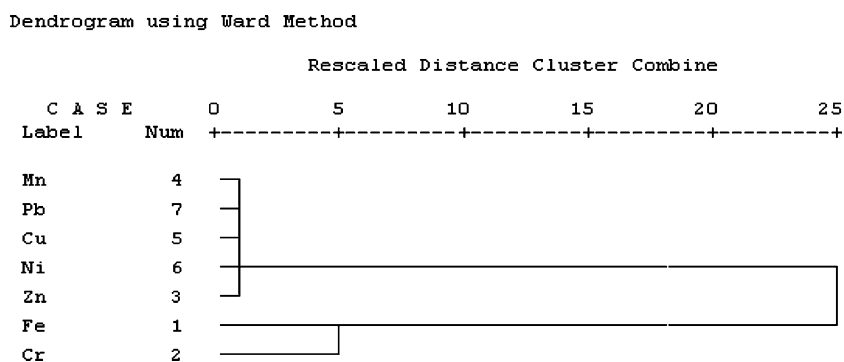 Dendrogram using Ward Method
Rescaled Distance Cluster Combine
C A S E 0 5 10 15 20 25
Label Num +---------+---------+---------+---------+---------+
Mn 4
Pb 7
Cu 5
Ni 6
Zn 3
Fe 1
Cr 2